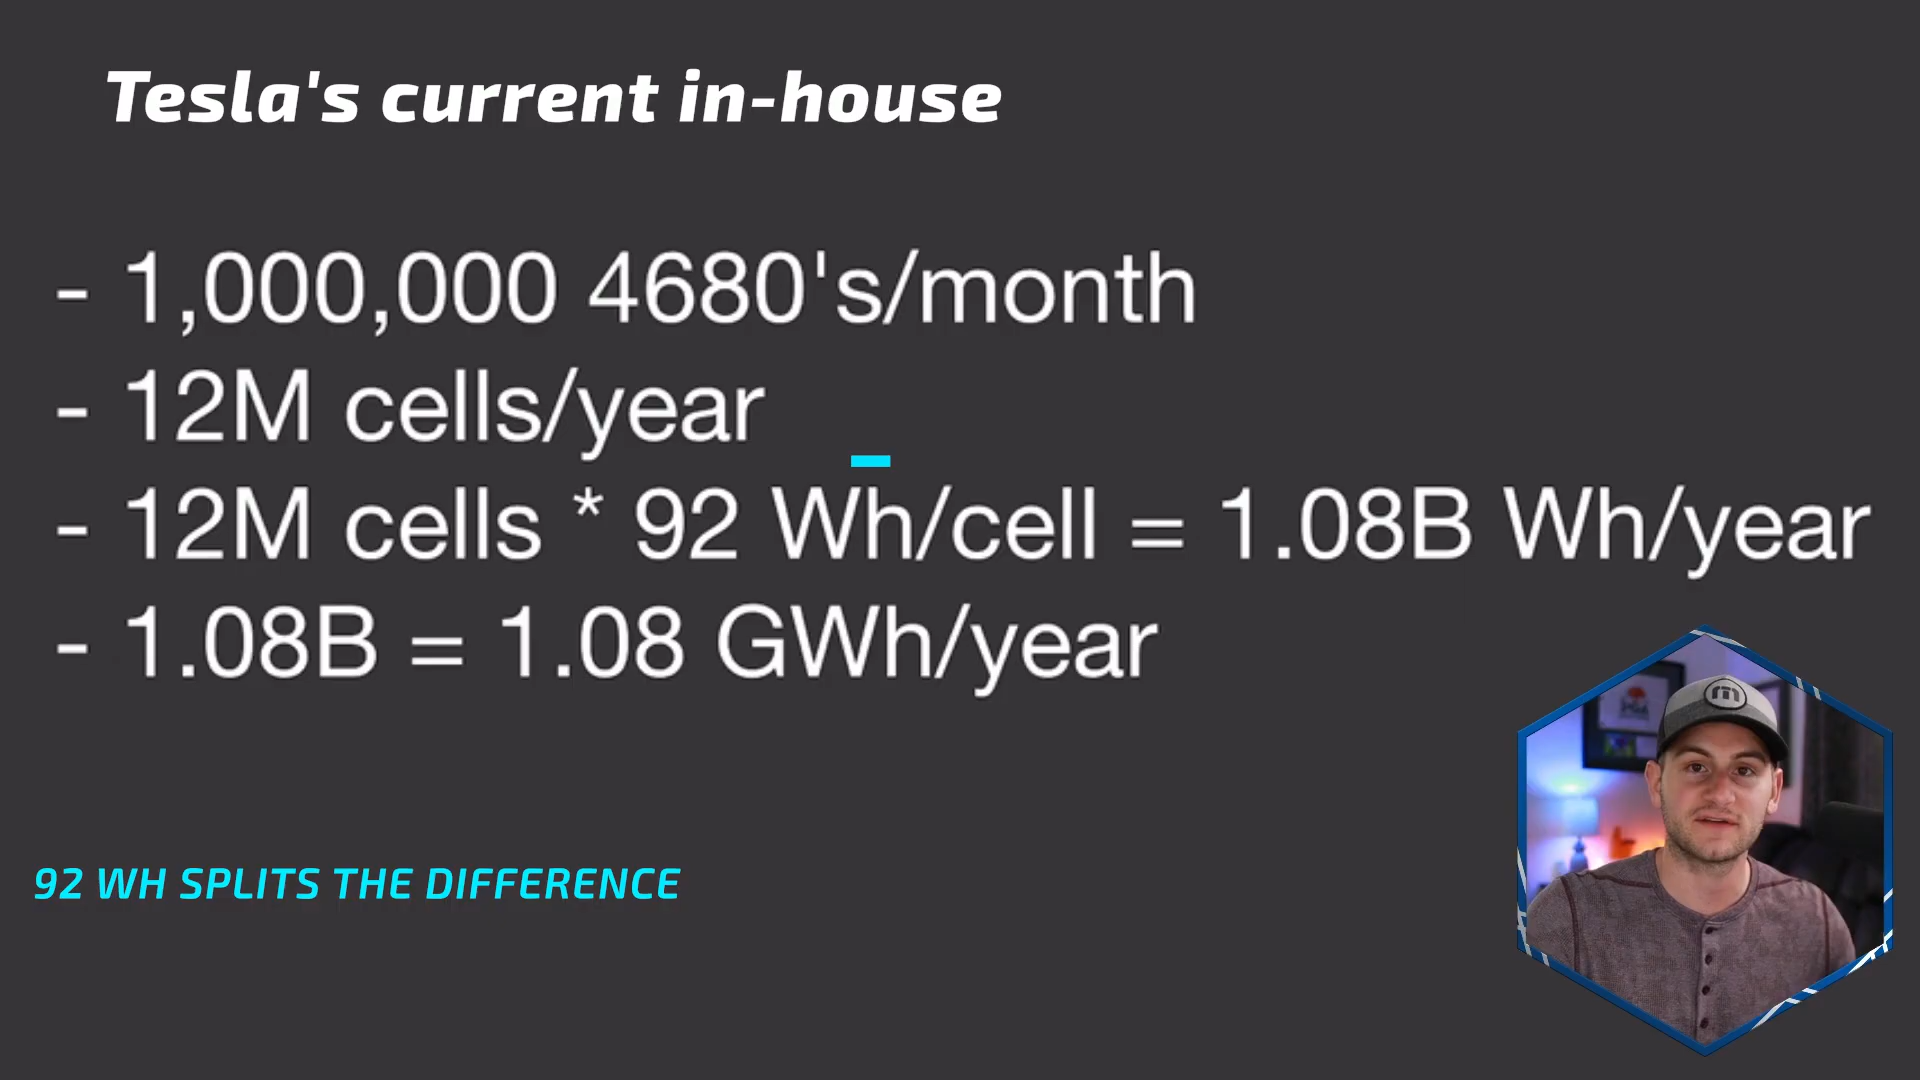 Tesla's current in-house
- 1,000,000 4680's/month
- 12M cells/year
- 12M cells * 92 Wh/cell = 1.08B Wh/year
- 1.08B = 1.08 GWh/year
92 WH SPLITS THE DIFFERENCE